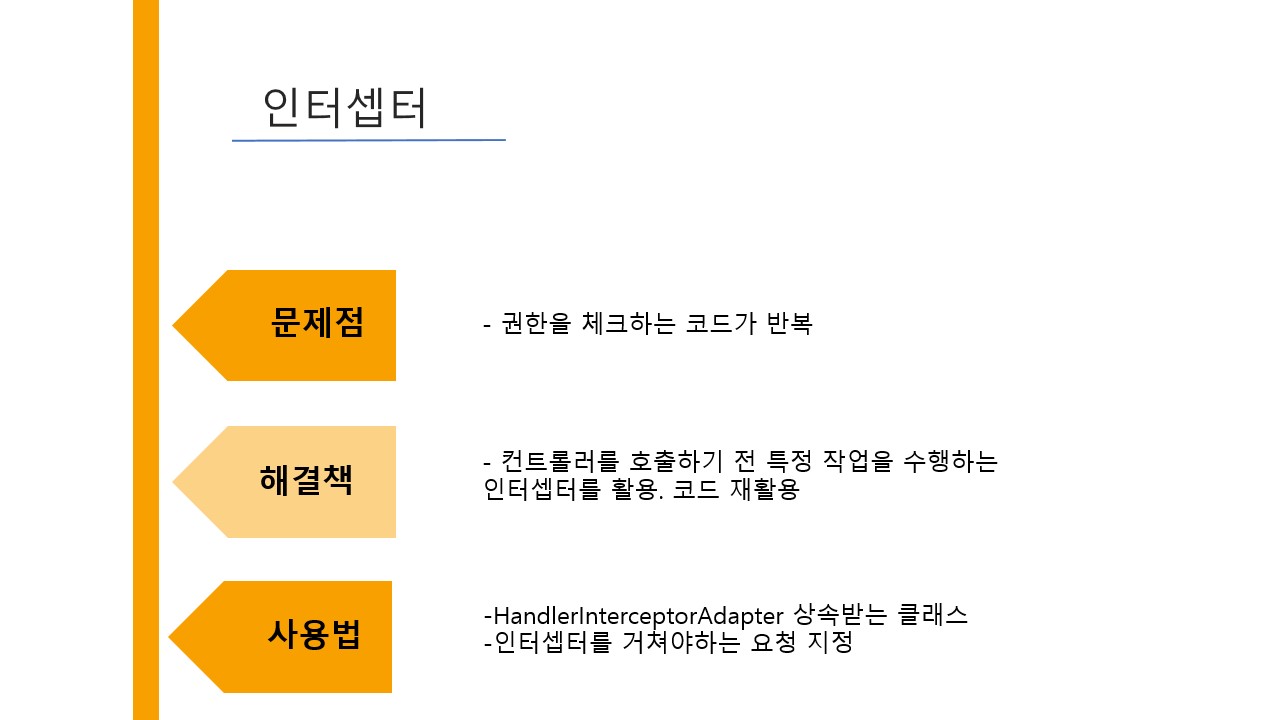 인터셉터
문제점
- 권한을 체크하는 코드가 반복
해결책
- 컨트롤러를 호출하기 전 특정 작업을 수행하는
인터셉터를 활용. 코드 재활용
사용법
-HandlerInterceptorAdapter 상속받는 클래스
-인터셉터를 거쳐야하는 요청 지정